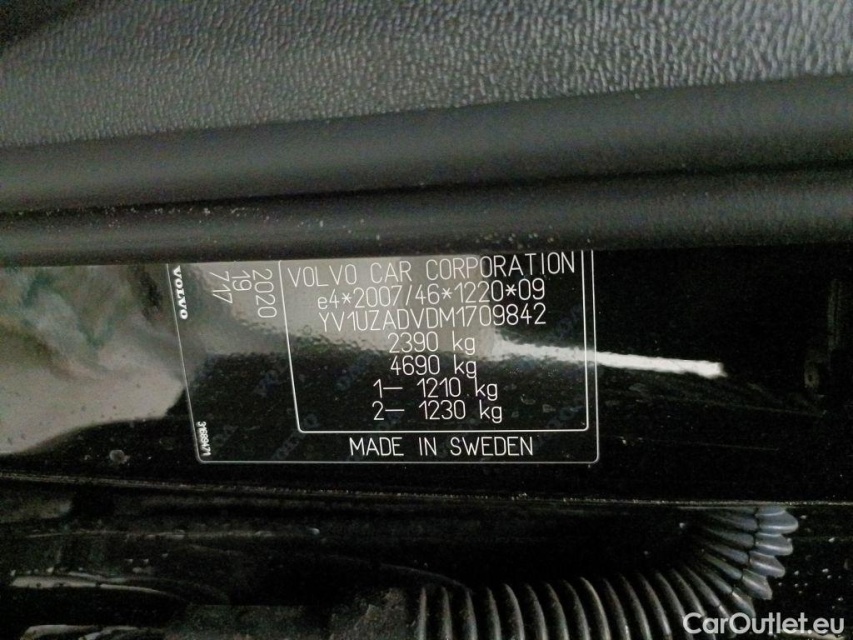 VOLVO
2020
19
717
VOLVO CAR CORPORATION
e4*2007/46*1220*09
YV1UZADVDM1709842
2390 kg
4690 kg
1– 1210 kg
2– 1230 kg
MADE IN SWEDEN
CarOutlet.eu